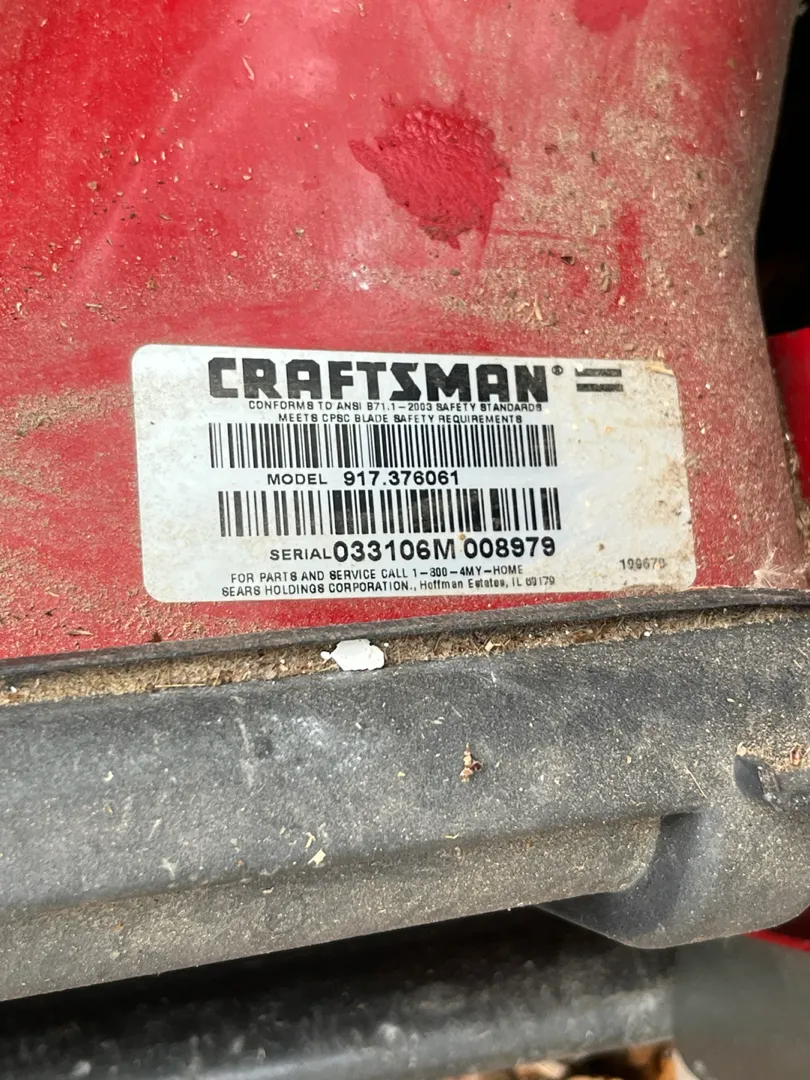 CRAFTSMAN®
CONFORMS TO ANSI B71.1-2003 SAFETY STANDARDS
MEETS CPSC BLADE SAFETY REQUIREMENTS
MODEL 917.376061
SERIAL 033106M 008979
FOR PARTS AND SERVICE CALL 1-800-4MY-HOME
SEARS HOLDINGS CORPORATION., Hoffman Estates, IL 60179